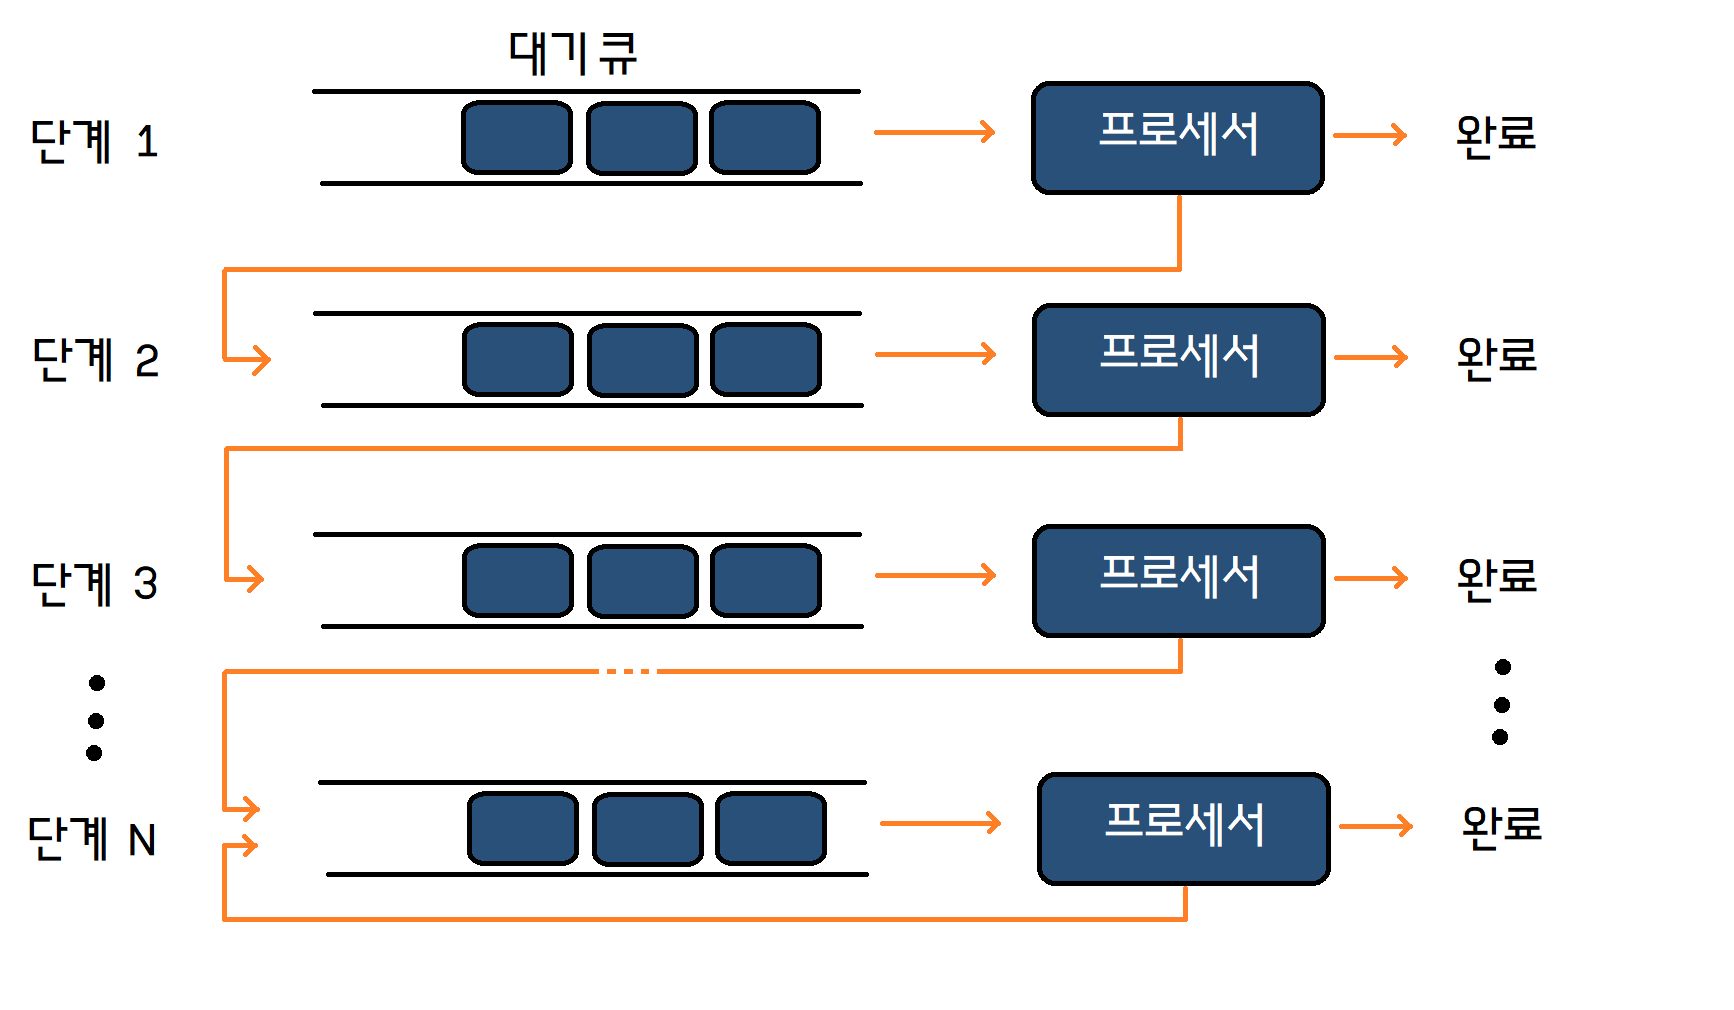 대기 큐
단계 1 프로세서 완료
단계 2 프로세서 완료
단계 3 프로세서 완료
단계 N 프로세서 완료